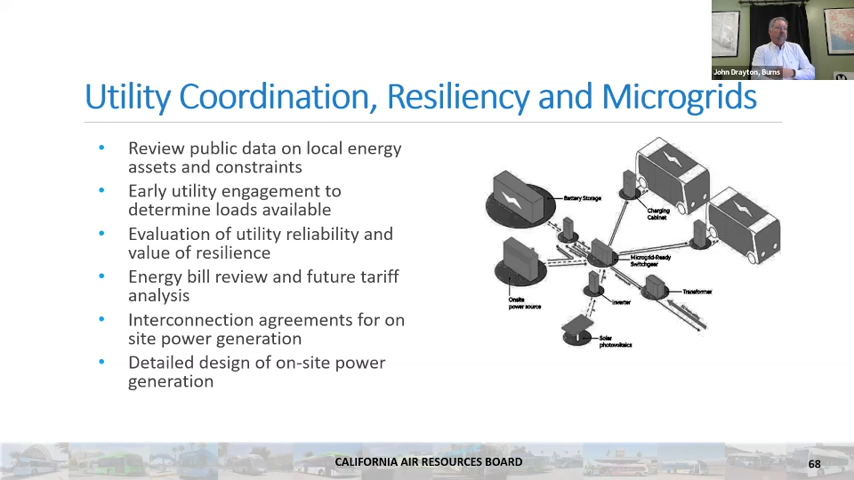 John Drayton, Burns
Utility Coordination, Resiliency and Microgrids
• Review public data on local energy
assets and constraints
• Early utility engagement to
determine loads available
• Evaluation of utility reliability and
value of resilience
• Energy bill review and future tariff
analysis
• Interconnection agreements for on
site power generation
• Detailed design of on-site power
generation
Battery Storage
Charging
Cabinet
Microgrid-Ready
Switchgear
Onsite
power source
Inverter
Transformer
Solar
photovoltaics
CALIFORNIA AIR RESOURCES BOARD
68